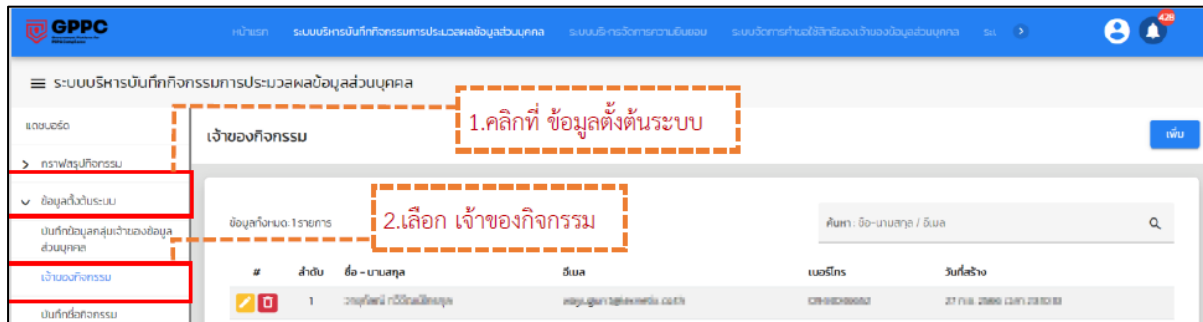 GPPC
หน้าแรก ระบบบริหารบันทึกกิจกรรมการประมวลผลข้อมูลส่วนบุคคล ระบบบริหารจัดการความยินยอม ระบบจัดการคำขอใช้สิทธิของเจ้าของข้อมูลส่วนบุคคล
428
ระบบบริหารบันทึกกิจกรรมการประมวลผลข้อมูลส่วนบุคคล
1.คลิกที่ ข้อมูลตั้งต้นระบบ
แดชบอร์ด
เจ้าของกิจกรรม
เพิ่ม
กราฟสรุปกิจกรรม
ข้อมูลตั้งต้นระบบ
2.เลือก เจ้าของกิจกรรม
ข้อมูลทั้งหมด: 1 รายการ
ค้นหา : ชื่อ-นามสกุล / อีเมล
บันทึกข้อมูลกลุ่มเจ้าของข้อมูล
ส่วนบุคคล
เจ้าของกิจกรรม
# ลำดับ ชื่อ - นามสกุล อีเมล เบอร์โทร วันที่สร้าง
1
บันทึกชื่อกิจกรรม